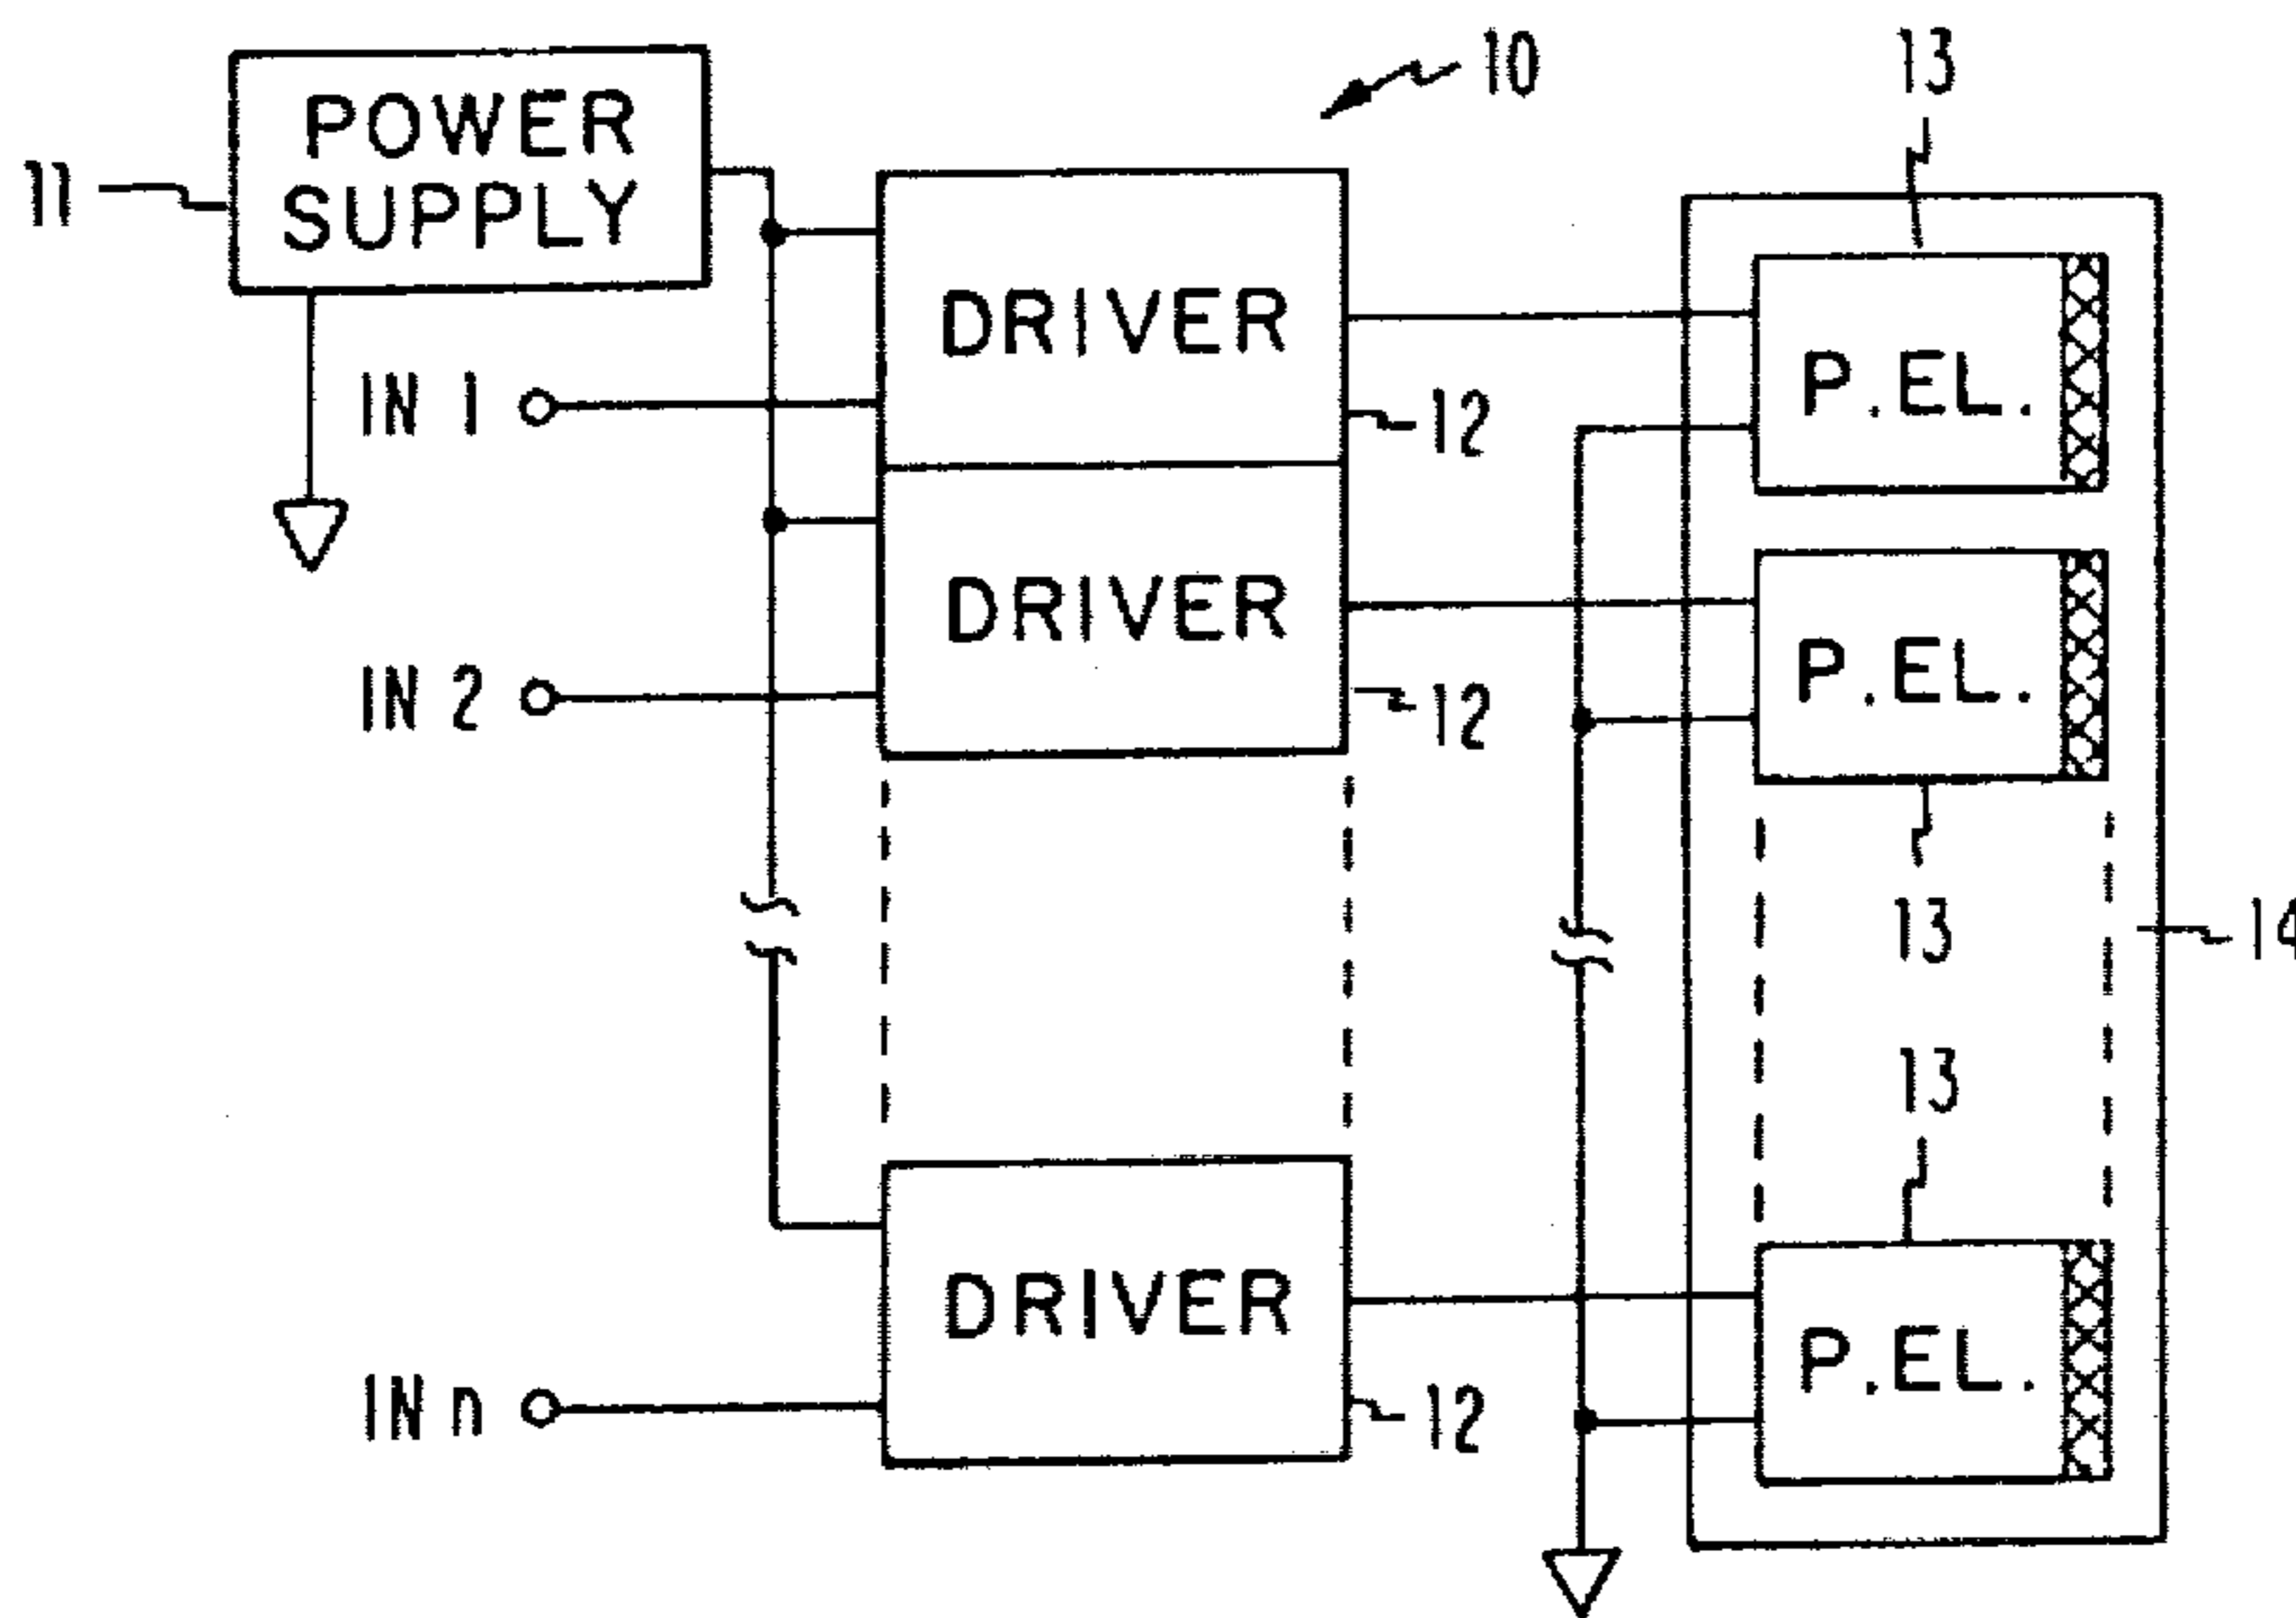 10
13
POWER
SUPPLY
11
DRIVER
IN 1
12
P.EL.
DRIVER
IN 2
12
P.EL.
13
14
13
DRIVER
IN n
12
P.EL.